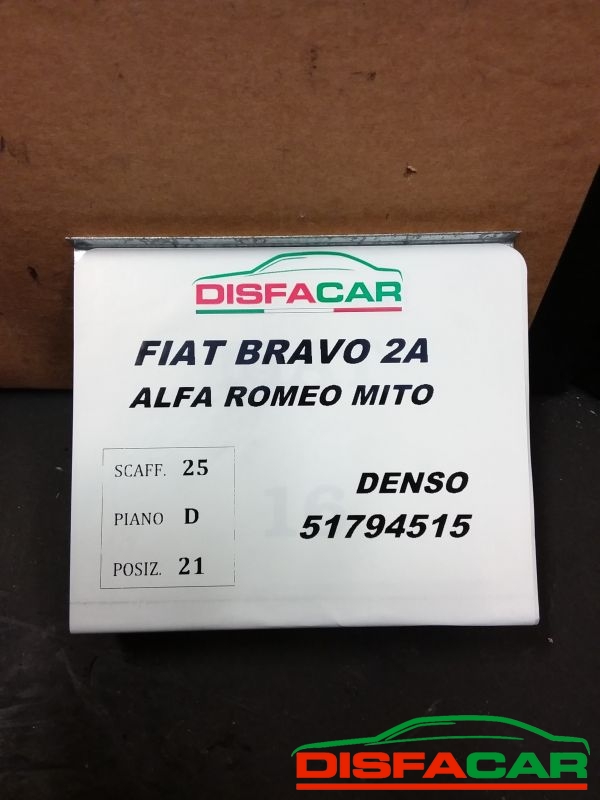 DISFACAR
FIAT BRAVO 2A
ALFA ROMEO MITO
SCAFF. 25
PIANO D
POSIZ. 21
DENSO
51794515
DISFACAR